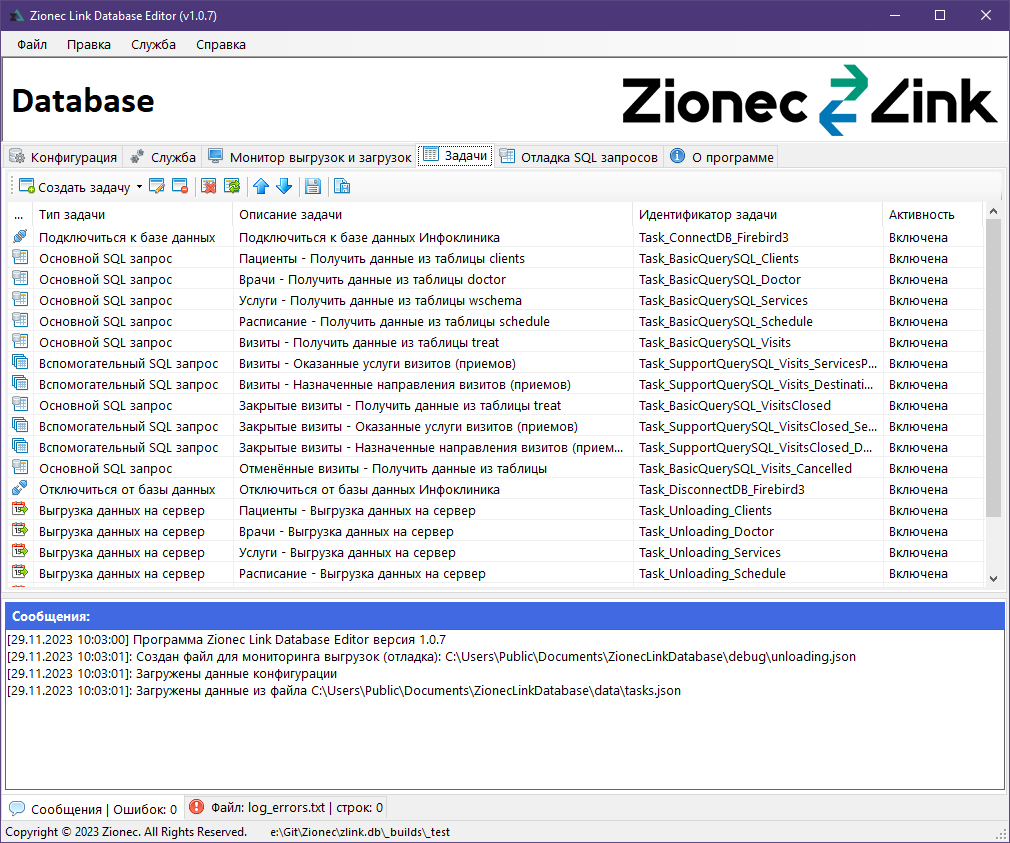 Zionec Link Database Editor (v1.0.7)
Файл Правка Служба Справка
Database
Zionec Link
Конфигурация Служба Монитор выгрузок и загрузок Задачи Отладка SQL запросов О программе
Создать задачу
... Тип задачи Описание задачи Идентификатор задачи Активность
Подключиться к базе данных Подключиться к базе данных Инфоклиника Task_ConnectDB_Firebird3 Включена
Основной SQL запрос Пациенты - Получить данные из таблицы clients Task_BasicQuerySQL_Clients Включена
Основной SQL запрос Врачи - Получить данные из таблицы doctor Task_BasicQuerySQL_Doctor Включена
Основной SQL запрос Услуги - Получить данные из таблицы wschema Task_BasicQuerySQL_Services Включена
Основной SQL запрос Расписание - Получить данные из таблицы schedule Task_BasicQuerySQL_Schedule Включена
Основной SQL запрос Визиты - Получить данные из таблицы treat Task_BasicQuerySQL_Visits Включена
Вспомогательный SQL запрос Визиты - Оказанные услуги визитов (приемов) Task_SupportQuerySQL_Visits_ServicesP... Включена
Вспомогательный SQL запрос Визиты - Назначенные направления визитов (приемов) Task_SupportQuerySQL_Visits_Destinati... Включена
Основной SQL запрос Закрытые визиты - Получить данные из таблицы treat Task_BasicQuerySQL_VisitsClosed Включена
Вспомогательный SQL запрос Закрытые визиты - Оказанные услуги визитов (приемов) Task_SupportQuerySQL_VisitsClosed_Se... Включена
Вспомогательный SQL запрос Закрытые визиты - Назначенные направления визитов (прием... Task_SupportQuerySQL_VisitsClosed_D... Включена
Основной SQL запрос Отменённые визиты - Получить данные из таблицы Task_BasicQuerySQL_Visits_Cancelled Включена
Отключиться от базы данных Отключиться от базы данных Инфоклиника Task_DisconnectDB_Firebird3 Включена
Выгрузка данных на сервер Пациенты - Выгрузка данных на сервер Task_Unloading_Clients Включена
Выгрузка данных на сервер Врачи - Выгрузка данных на сервер Task_Unloading_Doctor Включена
Выгрузка данных на сервер Услуги - Выгрузка данных на сервер Task_Unloading_Services Включена
Выгрузка данных на сервер Расписание - Выгрузка данных на сервер Task_Unloading_Schedule Включена
Сообщения:
[29.11.2023 10:03:00] Программа Zionec Link Database Editor версия 1.0.7
[29.11.2023 10:03:01]: Создан файл для мониторинга выгрузок (отладка): C:\Users\Public\Documents\ZionecLinkDatabase\debug\unloading.json
[29.11.2023 10:03:01]: Загружены данные конфигурации
[29.11.2023 10:03:01]: Загружены данные из файла C:\Users\Public\Documents\ZionecLinkDatabase\data\tasks.json
Сообщения | Ошибок: 0 Файл: log_errors.txt | строк: 0
Copyright © 2023 Zionec. All Rights Reserved. e:\Git\Zionec\zlink.db\_builds\_test